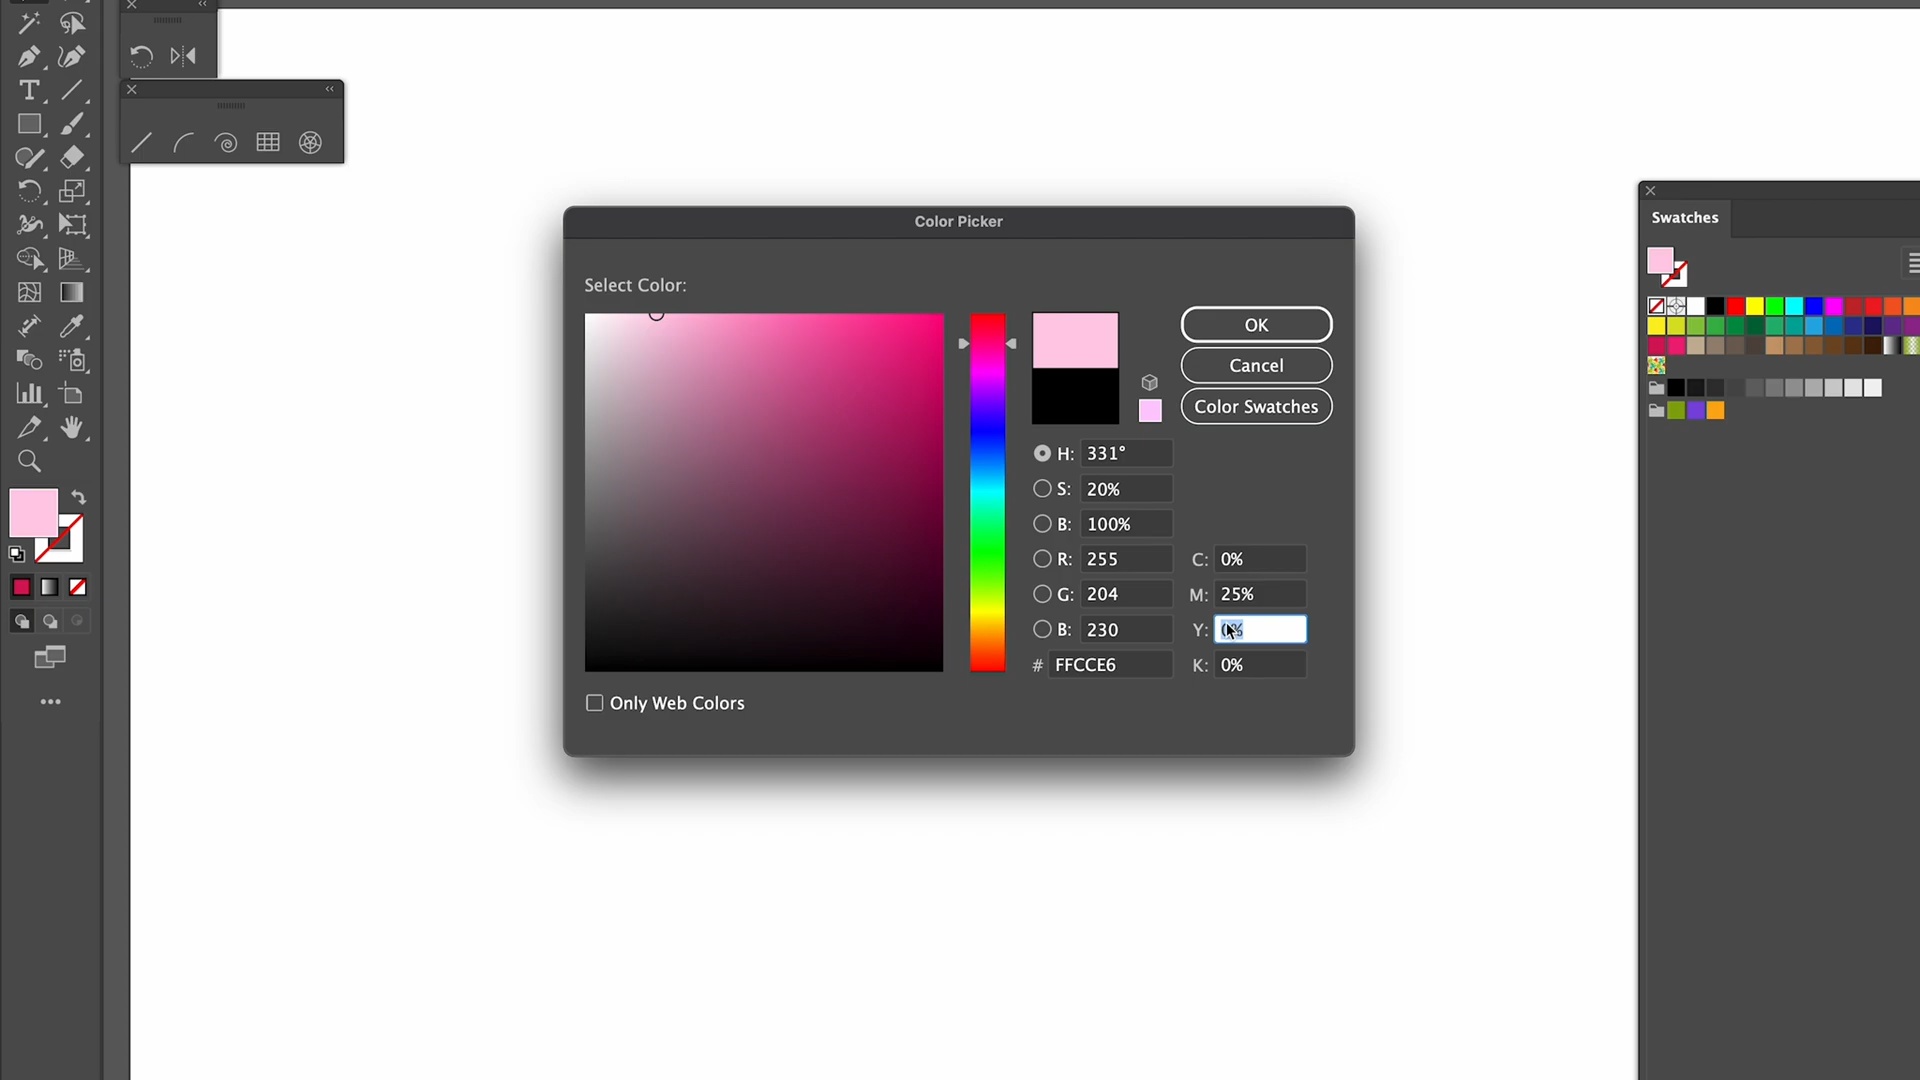 Color Picker
Swatches
Select Color:
OK
Cancel
Color Swatches
H: 331°
S: 20%
B: 100%
R: 255 C: 0%
G: 204 M: 25%
B: 230 Y: 0%
# FFCCE6 K: 0%
Only Web Colors